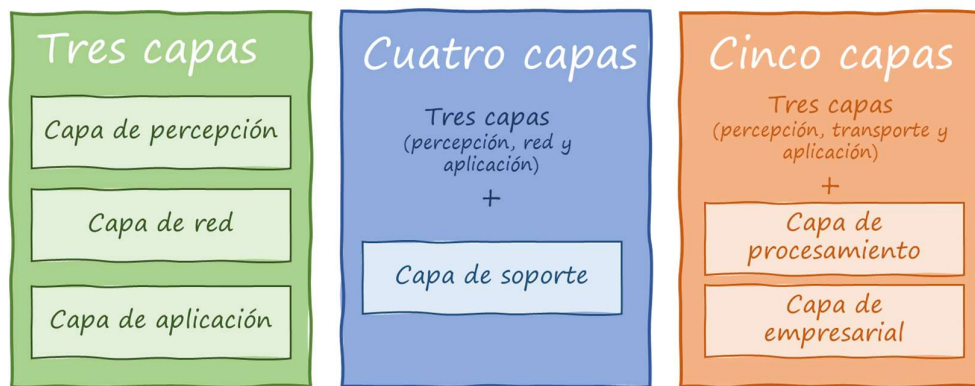 Tres capas
Capa de percepción
Capa de red
Capa de aplicación
Cuatro capas
Tres capas
(percepción, red y
aplicación)
+
Capa de soporte
Cinco capas
Tres capas
(percepción, transporte y
aplicación)
+
Capa de
procesamiento
Capa de
empresarial